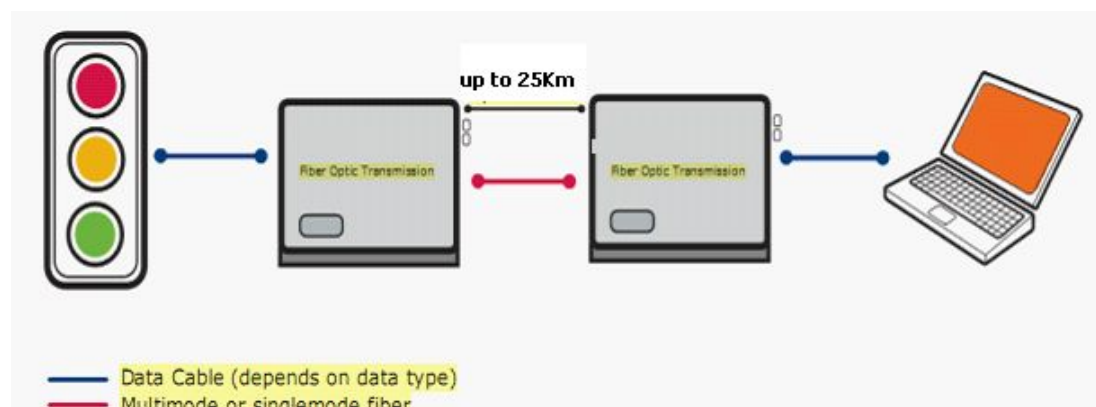 up to 25Km
Fiber Optic Transmission
Fiber Optic Transmission
Data Cable (depends on data type)
Multimode or singlemode fiber